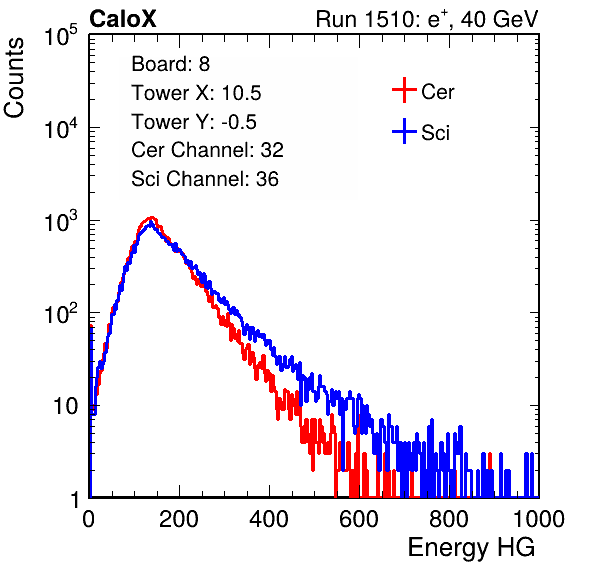 CaloX Run 1510: e⁺, 40 GeV
Counts
10⁵
10⁴
10³
10²
10
1
Board: 8
Tower X: 10.5
Tower Y: -0.5
Cer Channel: 32
Sci Channel: 36
Cer
Sci
0 200 400 600 800 1000
Energy HG